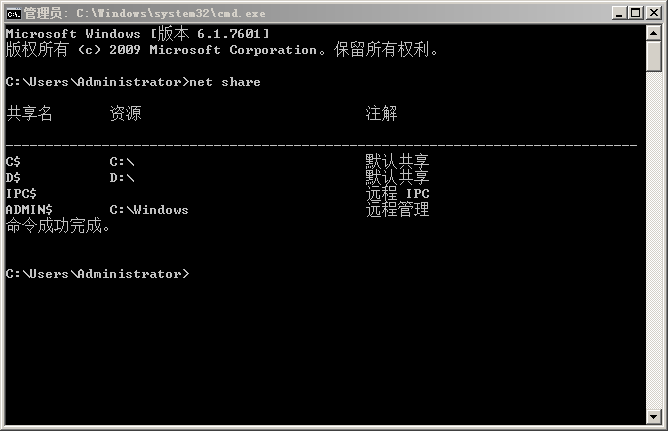 管理员: C:\Windows\system32\cmd.exe
Microsoft Windows [版本 6.1.7601]
版权所有 (c) 2009 Microsoft Corporation。保留所有权利。
C:\Users\Administrator>net share
共享名 资源 注解
-------------------------------------------------------------------------------
C$ C:\ 默认共享
D$ D:\ 默认共享
IPC$ 远程 IPC
ADMIN$ C:\Windows 远程管理
命令成功完成。
C:\Users\Administrator>